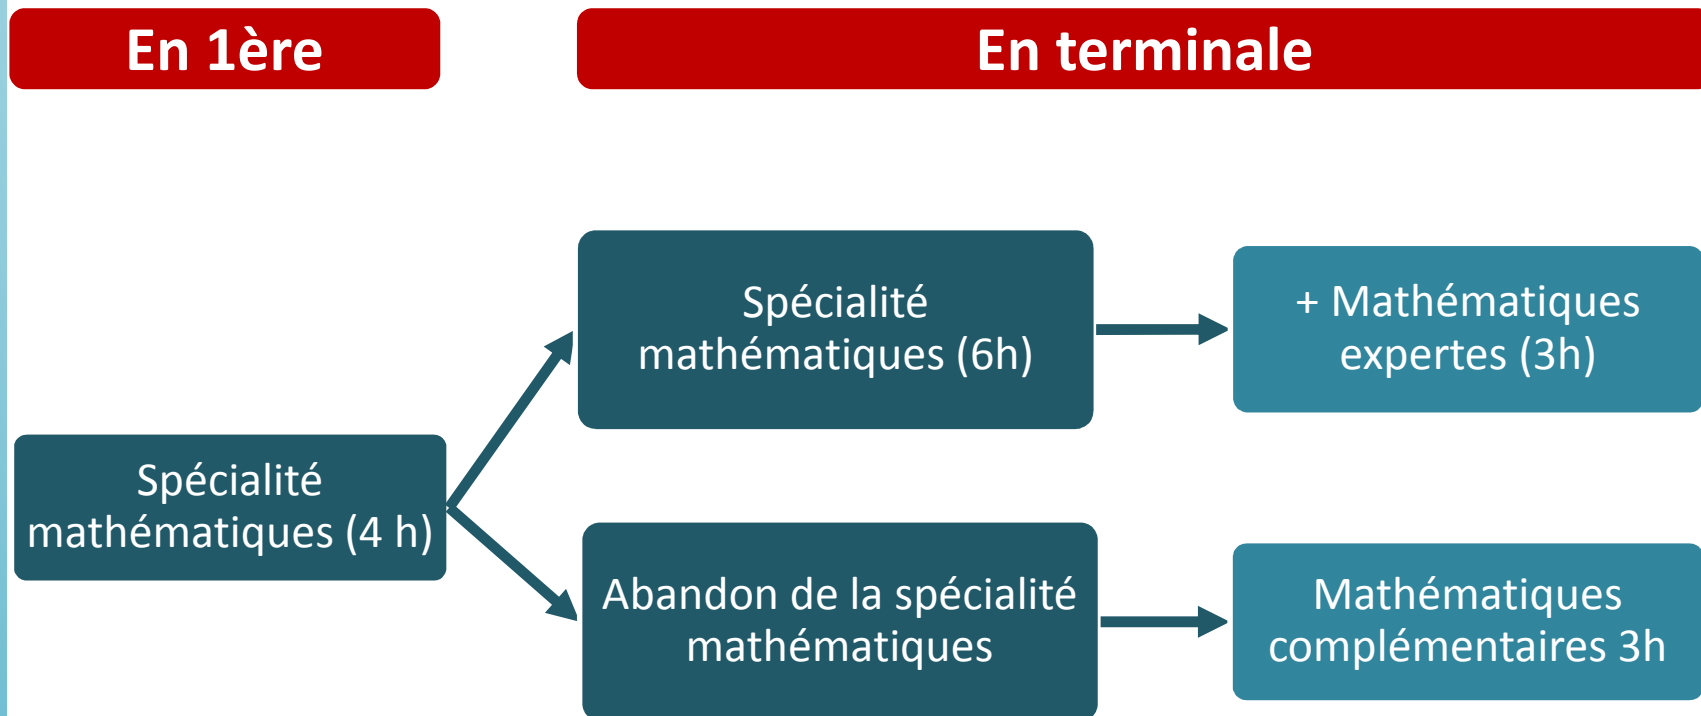 En 1ère
En terminale
Spécialité
mathématiques (6h)
+ Mathématiques
expertes (3h)
Spécialité
mathématiques (4 h)
Abandon de la spécialité
mathématiques
Mathématiques
complémentaires 3h